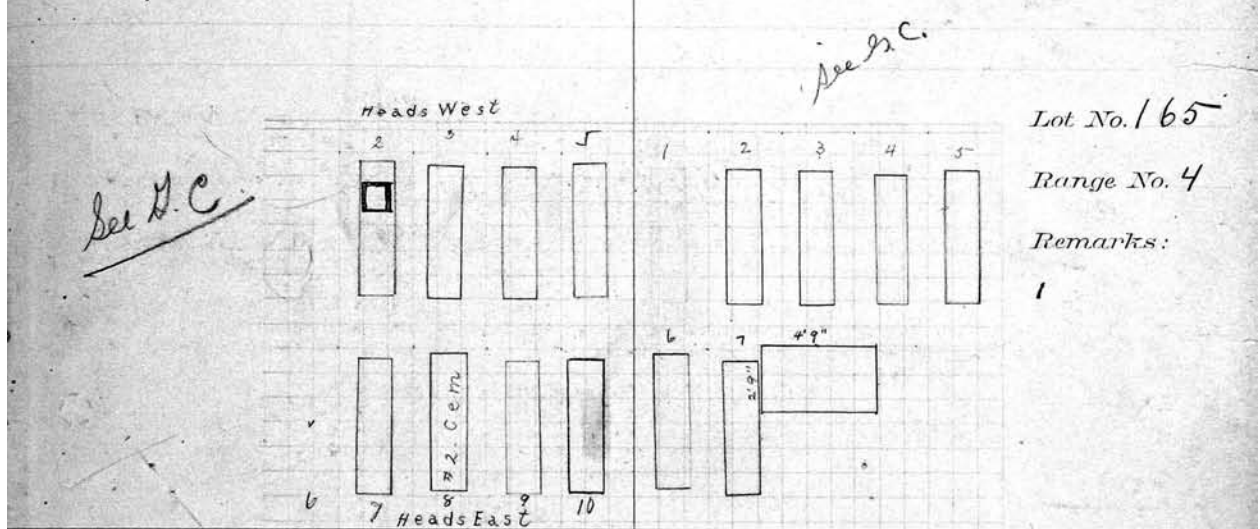 See G. C.
Heads West
Lot No. 165
2 3 4 5 1 2 3 4 5
Range No. 4
See G. C
Remarks:
1
6 7 4' 9"
2' 9"
#2. Cem
6 7 8 9 10
Heads East